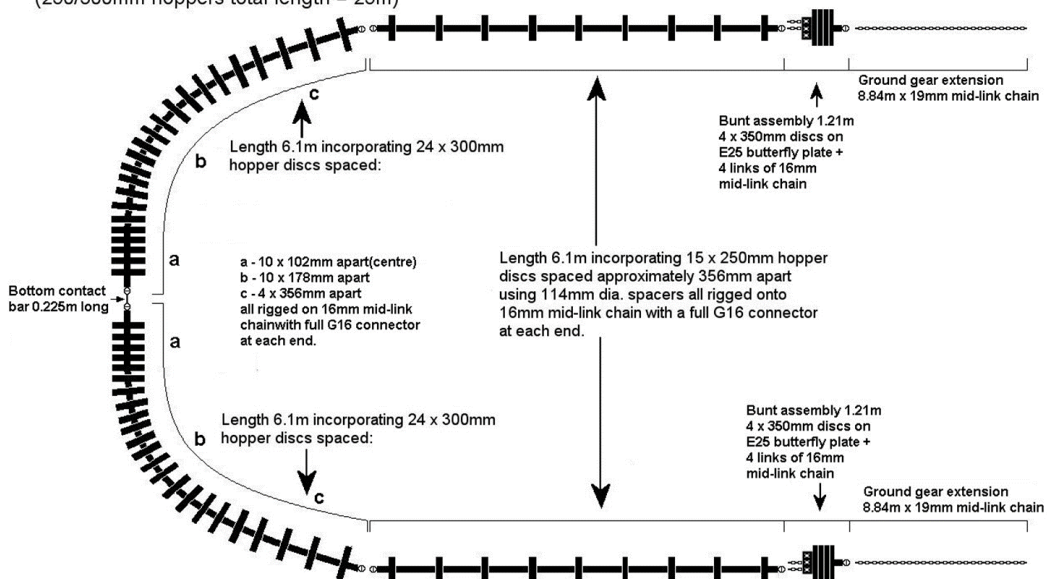 (250/300mm hoppers total length = 25m)
c
Ground gear extension
8.84m x 19mm mid-link chain
Bunt assembly 1.21m
4 x 350mm discs on
E25 butterfly plate +
4 links of 16mm
mid-link chain
b
Length 6.1m incorporating 24 x 300mm
hopper discs spaced:
a
a - 10 x 102mm apart(centre)
b - 10 x 178mm apart
c - 4 x 356mm apart
all rigged on 16mm mid-link
chainwith full G16 connector
at each end.
Length 6.1m incorporating 15 x 250mm hopper
discs spaced approximately 356mm apart
using 114mm dia. spacers all rigged onto
16mm mid-link chain with a full G16 connector
at each end.
Bottom contact
bar 0.225m long
a
Length 6.1m incorporating 24 x 300mm
hopper discs spaced:
b
c
Bunt assembly 1.21m
4 x 350mm discs on
E25 butterfly plate +
4 links of 16mm
mid-link chain
Ground gear extension
8.84m x 19mm mid-link chain